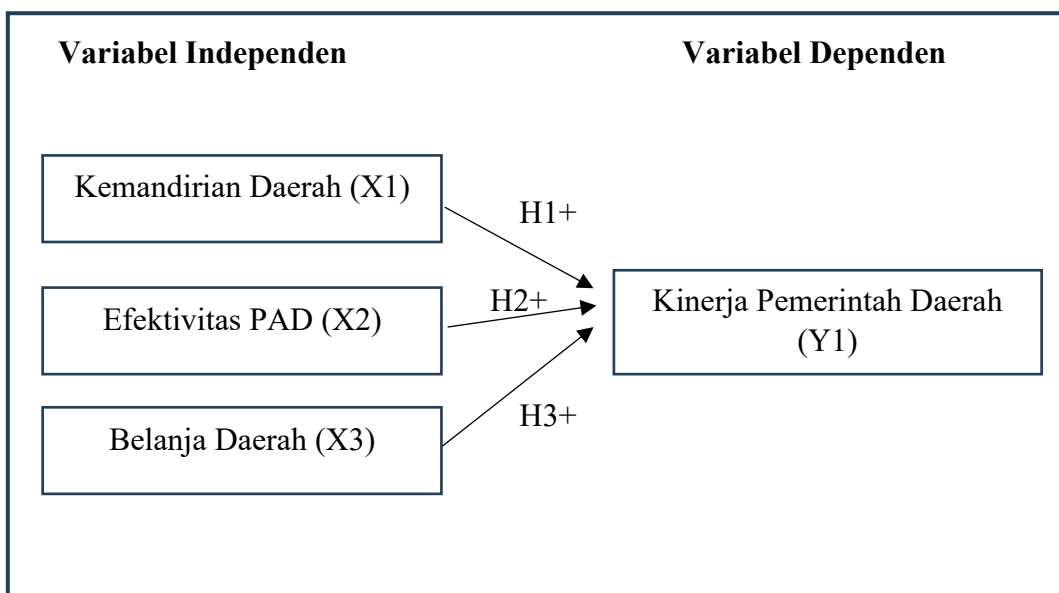 Variabel Independen
Variabel Dependen
Kemandirian Daerah (X1)
H1+
Efektivitas PAD (X2)
H2+
Kinerja Pemerintah Daerah
(Y1)
Belanja Daerah (X3)
H3+